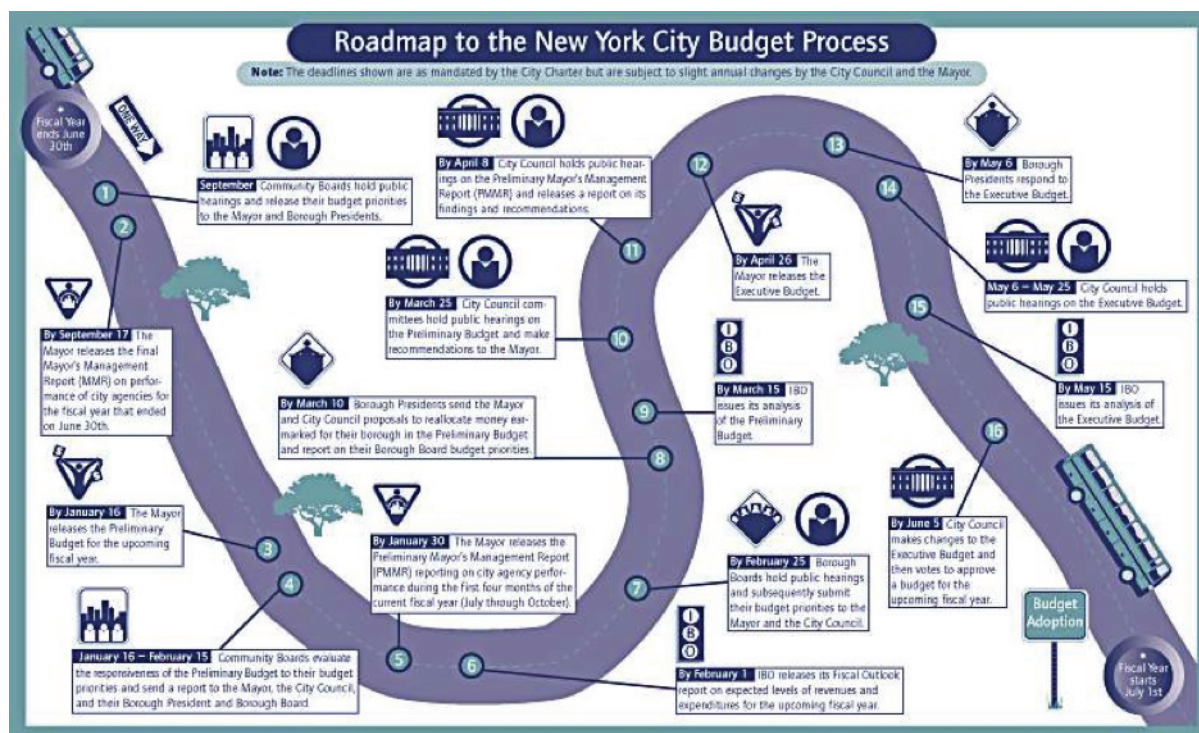 Roadmap to the New York City Budget Process
Note: The deadlines shown are as mandated by the City Charter but are subject to slight annual changes by the City Council and the Mayor.
Fiscal Year
ends June
30th
ONE WAY
1
September Community Boards hold public
hearings and release their budget priorities
to the Mayor and Borough Presidents.
2
By September 17 The
Mayor releases the final
Mayor's Management
Report (MMR) on perfor-
mance of city agencies for
the fiscal year that ended
on June 30th.
3
By January 16 The Mayor
releases the Preliminary
Budget for the upcoming
fiscal year.
4
January 16 – February 15 Community Boards evaluate
the responsiveness of the Preliminary Budget to their budget
priorities and send a report to the Mayor, the City Council,
and their Borough President and Borough Board.
5
By January 30 The Mayor releases the
Preliminary Mayor's Management Report
(PMMR) reporting on city agency perfor-
mance during the first four months of the
current fiscal year (July through October).
6
I
B
O
By February 1 IBO releases its Fiscal Outlook
report on expected levels of revenues and
expenditures for the upcoming fiscal year.
7
By February 25 Borough
Boards hold public hearings
and subsequently submit
their budget priorities to the
Mayor and the City Council.
8
By March 10 Borough Presidents send the Mayor
and City Council proposals to reallocate money ear-
marked for their borough in the Preliminary Budget
and report on their Borough Board budget priorities.
9
I
B
O
By March 15 IBO
issues its analysis
of the Preliminary
Budget.
10
By March 25 City Council com-
mittees hold public hearings on
the Preliminary Budget and make
recommendations to the Mayor.
11
By April 8 City Council holds public hear-
ings on the Preliminary Mayor's Management
Report (PMMR) and releases a report on its
findings and recommendations.
12
$
$
By April 26 The
Mayor releases the
Executive Budget.
13
By May 6 Borough
Presidents respond to
the Executive Budget.
14
May 6 – May 25 City Council holds
public hearings on the Executive Budget.
15
I
B
O
By May 15 IBO
issues its analysis of
the Executive Budget.
16
By June 5 City Council
makes changes to the
Executive Budget and
then votes to approve
a budget for the
upcoming fiscal year.
Budget
Adoption
Fiscal Year
starts
July 1st